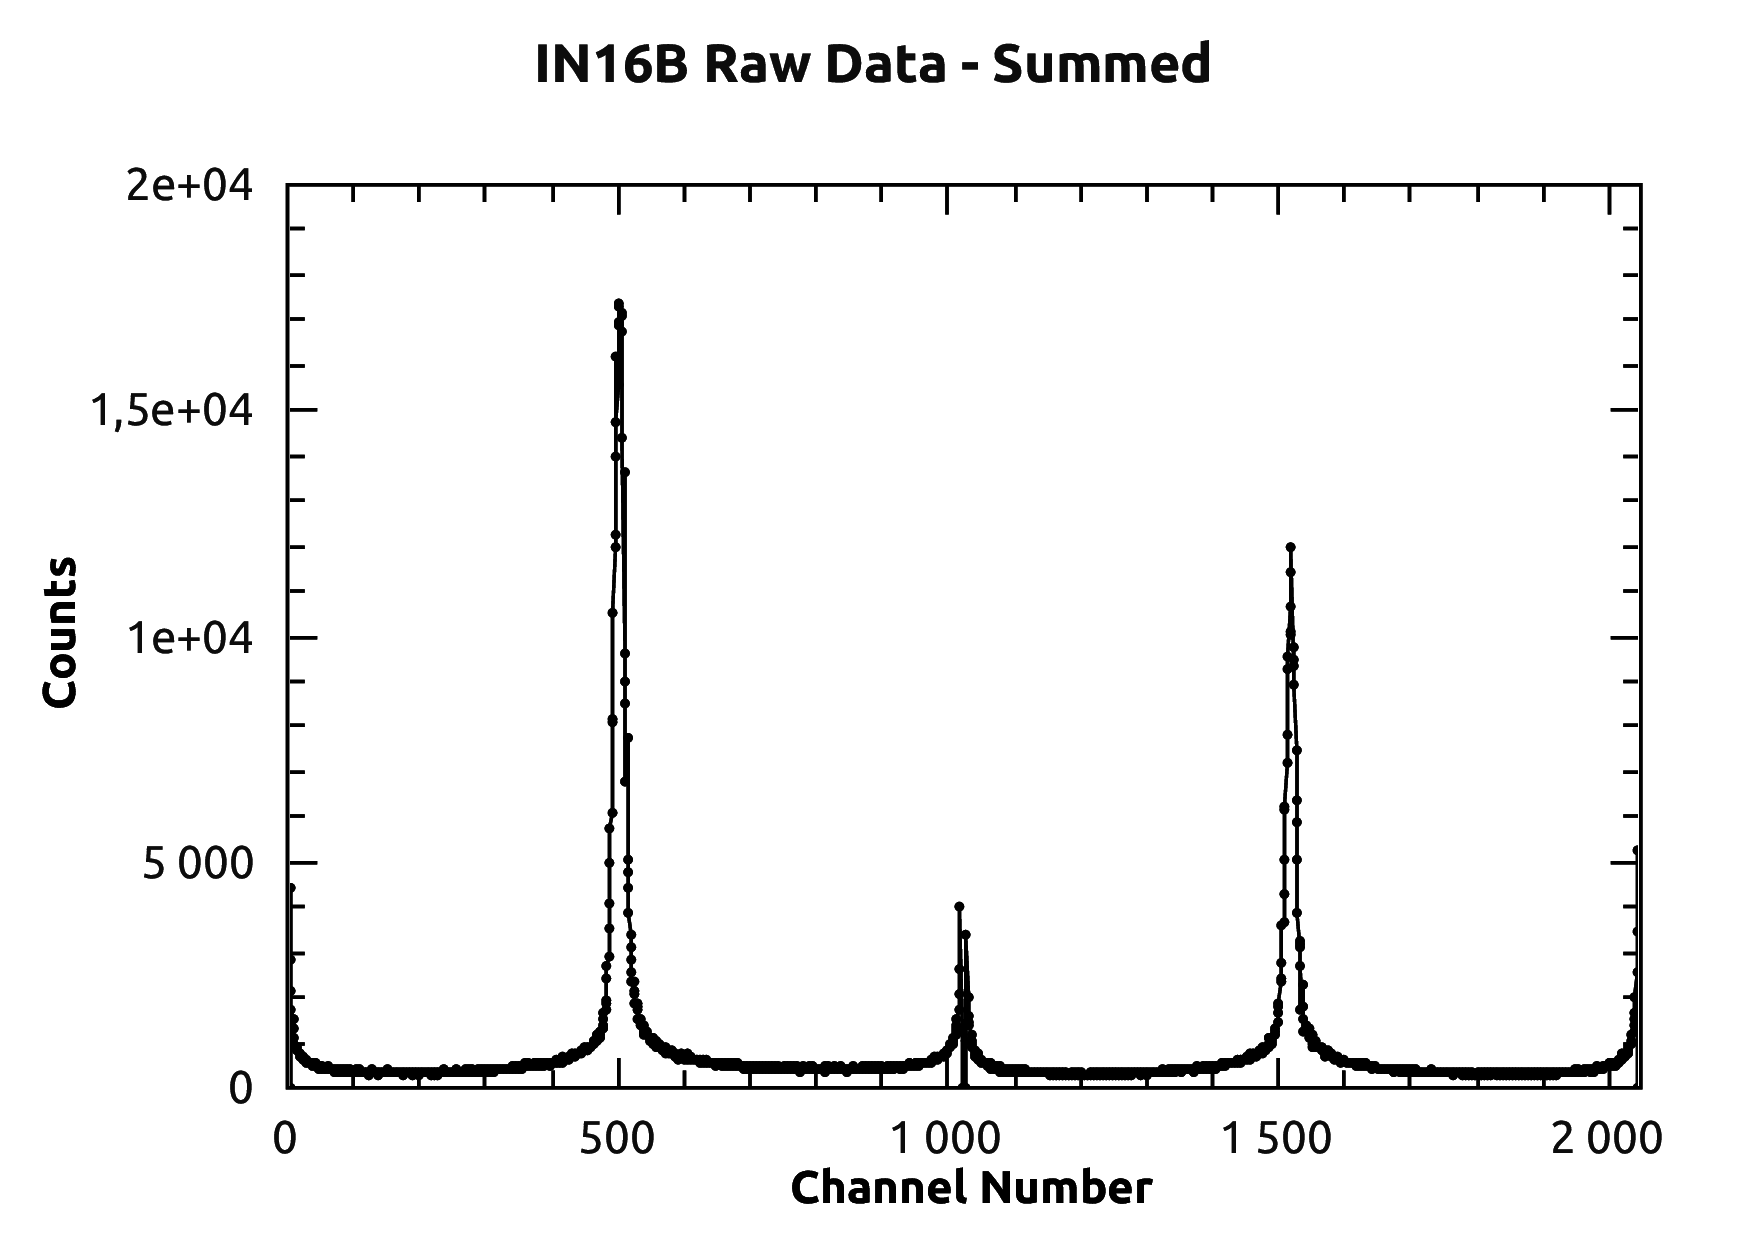 IN16B Raw Data - Summed
2e+04
1,5e+04
1e+04
5 000
0
Counts
0 500 1 000 1 500 2 000
Channel Number